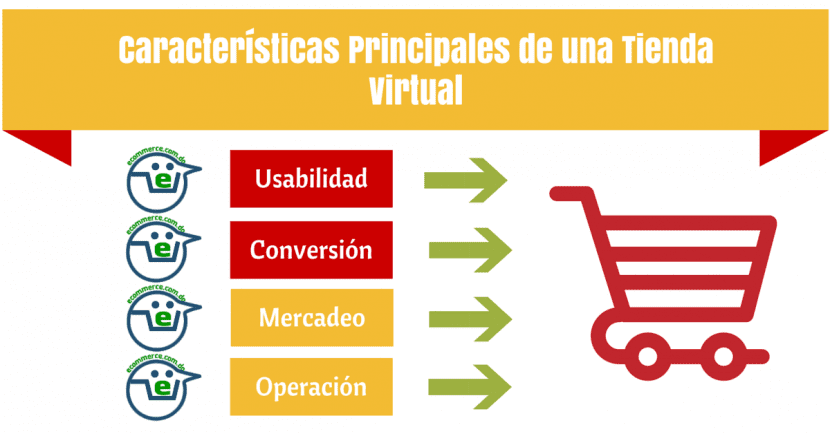 Características Principales de una Tienda
Virtual
ecommerce.com.do
e
Usabilidad
ecommerce.com.do
e
Conversión
ecommerce.com.do
e
Mercadeo
ecommerce.com.do
e
Operación